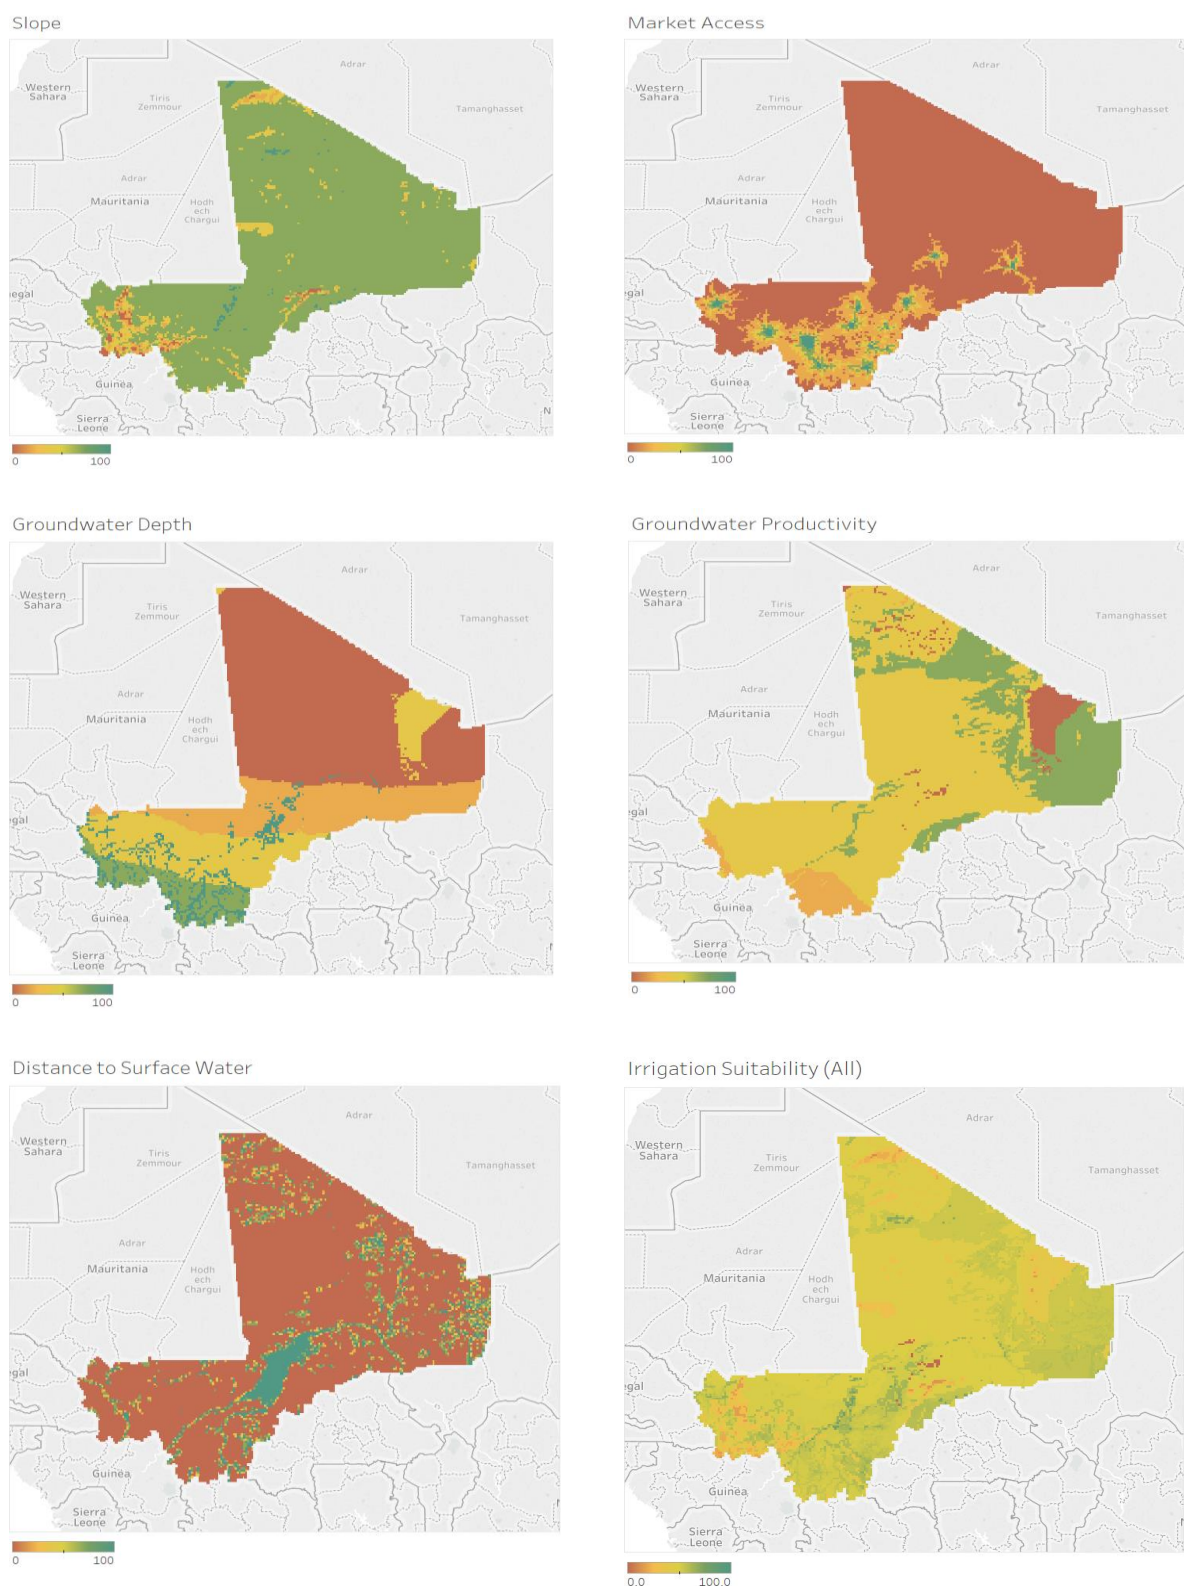 Slope
Market Access
Adrar
Western
Sahara
Tiris
Zemmour
Tamanghasset
Adrar
Mauritania
Hodh
ech
Chargui
egal
Guinea
Sierra
Leone
N
0 100
Adrar
Western
Sahara
Tiris
Zemmour
Tamanghasset
Adrar
Mauritania
Hodh
ech
Chargui
egal
Guinea
Sierra
Leone
0 100
Groundwater Depth
Groundwater Productivity
Adrar
Western
Sahara
Tiris
Zemmour
Tamanghasset
Adrar
Mauritania
Hodh
ech
Chargui
egal
Guinea
Sierra
Leone
0 100
Adrar
Western
Sahara
Tiris
Zemmour
Tamanghasset
Adrar
Mauritania
Hodh
ech
Chargui
egal
Guinea
Sierra
Leone
0 100
Distance to Surface Water
Irrigation Suitability (All)
Adrar
Western
Sahara
Tiris
Zemmour
Tamanghasset
Adrar
Mauritania
Hodh
ech
Chargui
egal
Guinea
Sierra
Leone
0 100
Adrar
Western
Sahara
Tiris
Zemmour
Tamanghasset
Adrar
Mauritania
Hodh
ech
Chargui
egal
Guinea
Sierra
Leone
0.0 100.0